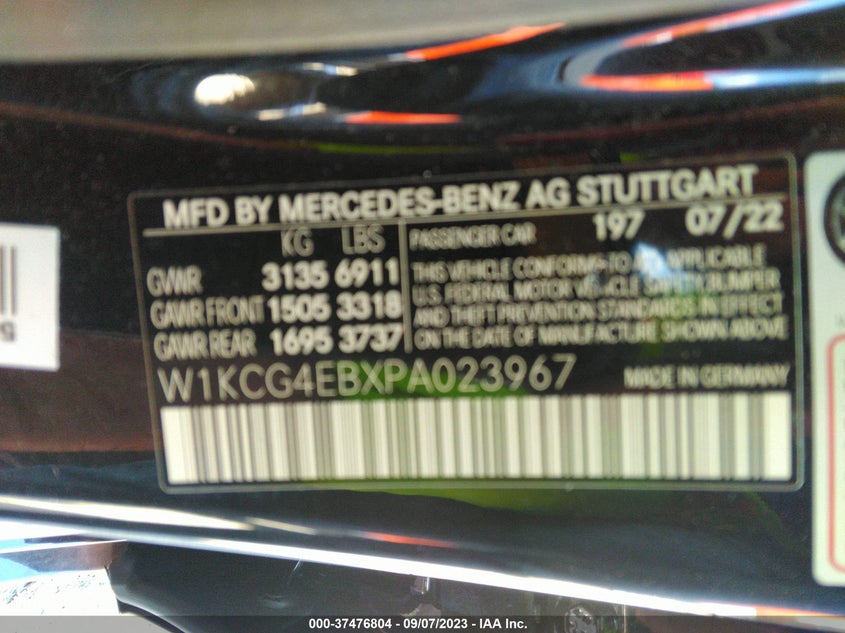 MFD BY MERCEDES-BENZ AG STUTTGART
KG LBS
GVWR 3135 6911
GAWR FRONT 1505 3318
GAWR REAR 1695 3737
PASSENGER CAR 197 07/22
THIS VEHICLE CONFORMS TO ALL APPLICABLE
U.S. FEDERAL MOTOR VEHICLE SAFETY, BUMPER
AND THEFT PREVENTION STANDARDS IN EFFECT
ON THE DATE OF MANUFACTURE SHOWN ABOVE
W1KCG4EBXPA023967 MADE IN GERMANY
000-37476804 - 09/07/2023 - IAA Inc.